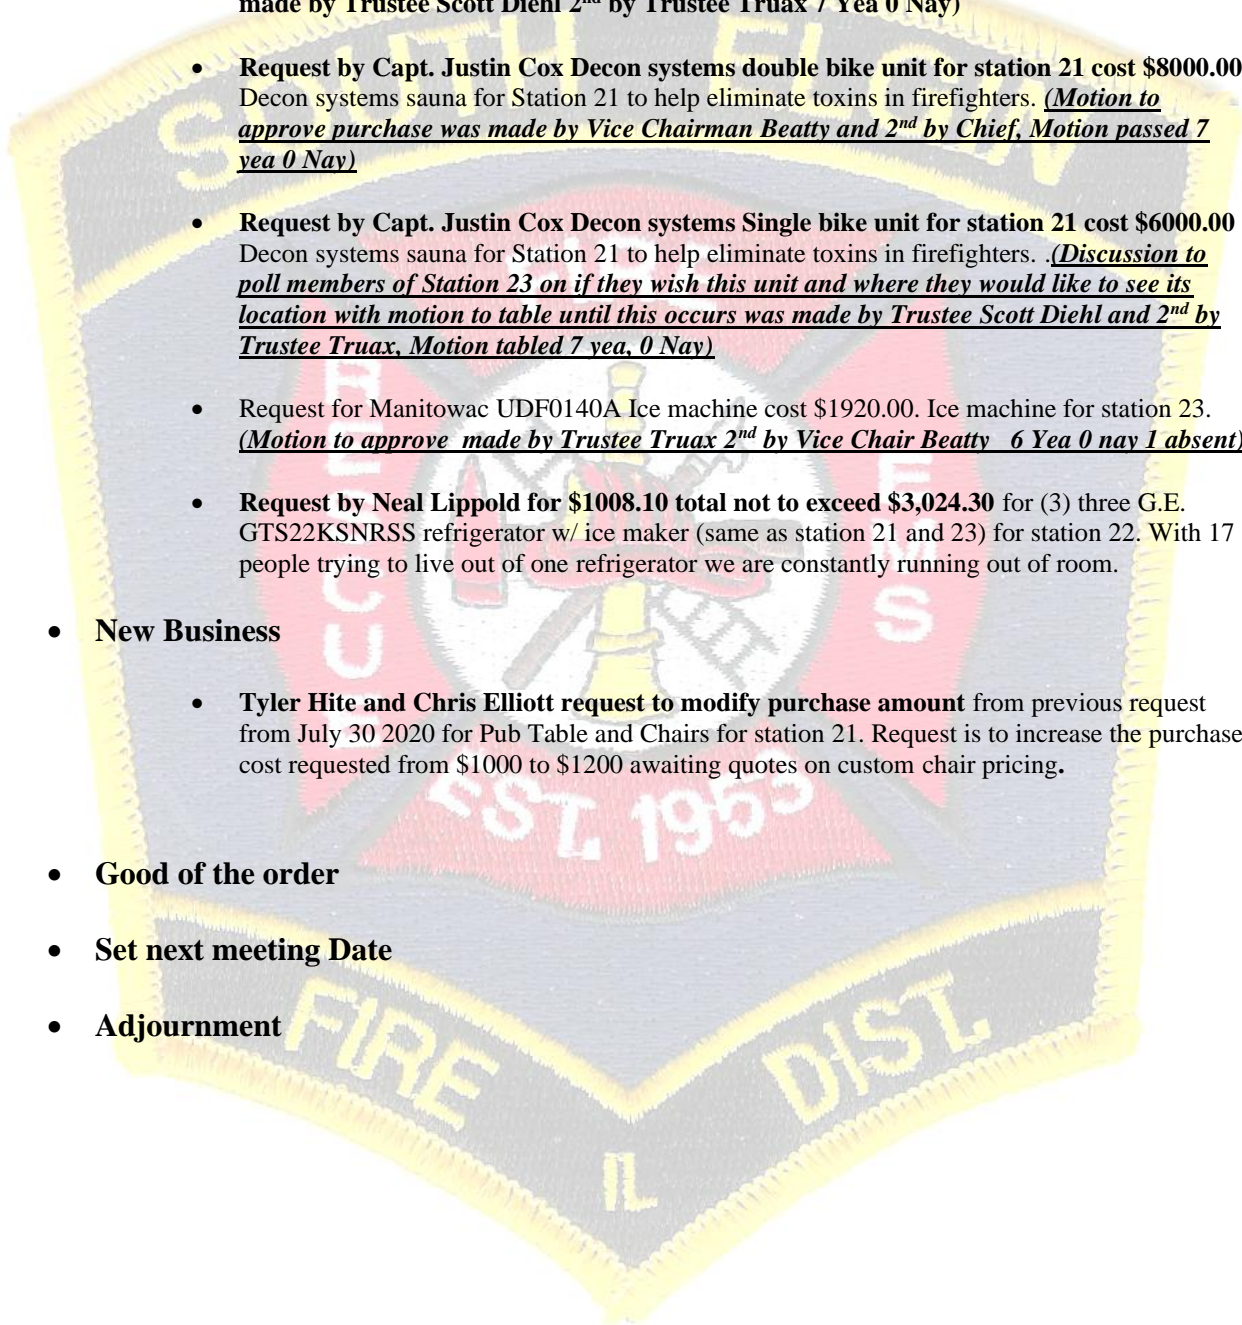 made by Trustee Scott Diehl 2nd by Trustee Truax 7 Yea 0 Nay)
• Request by Capt. Justin Cox Decon systems double bike unit for station 21 cost $8000.00
Decon systems sauna for Station 21 to help eliminate toxins in firefighters. (Motion to
approve purchase was made by Vice Chairman Beatty and 2nd by Chief, Motion passed 7
yea 0 Nay)
• Request by Capt. Justin Cox Decon systems Single bike unit for station 21 cost $6000.00
Decon systems sauna for Station 21 to help eliminate toxins in firefighters. .(Discussion to
poll members of Station 23 on if they wish this unit and where they would like to see its
location with motion to table until this occurs was made by Trustee Scott Diehl and 2nd by
Trustee Truax, Motion tabled 7 yea, 0 Nay)
• Request for Manitowac UDF0140A Ice machine cost $1920.00. Ice machine for station 23.
(Motion to approve made by Trustee Truax 2nd by Vice Chair Beatty 6 Yea 0 nay 1 absent)
• Request by Neal Lippold for $1008.10 total not to exceed $3,024.30 for (3) three G.E.
GTS22KSNRSS refrigerator w/ ice maker (same as station 21 and 23) for station 22. With 17
people trying to live out of one refrigerator we are constantly running out of room.
• New Business
• Tyler Hite and Chris Elliott request to modify purchase amount from previous request
from July 30 2020 for Pub Table and Chairs for station 21. Request is to increase the purchase
cost requested from $1000 to $1200 awaiting quotes on custom chair pricing.
• Good of the order
• Set next meeting Date
• Adjournment
SOUTH ELGIN
FIRE
RESCUE
EMS
EST. 1953
FIRE DIST.
IL